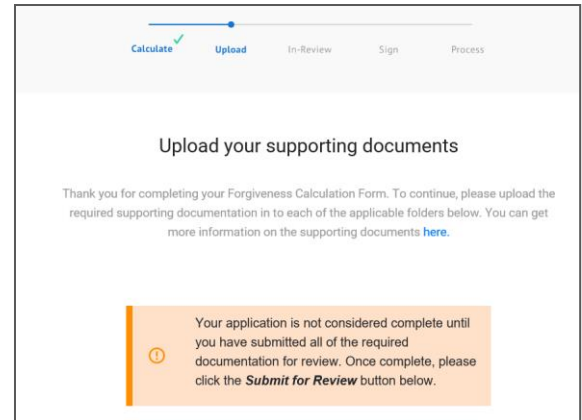 Calculate Upload In-Review Sign Process
Upload your supporting documents
Thank you for completing your Forgiveness Calculation Form. To continue, please upload the
required supporting documentation in to each of the applicable folders below. You can get
more information on the supporting documents here.
Your application is not considered complete until
you have submitted all of the required
documentation for review. Once complete, please
click the Submit for Review button below.